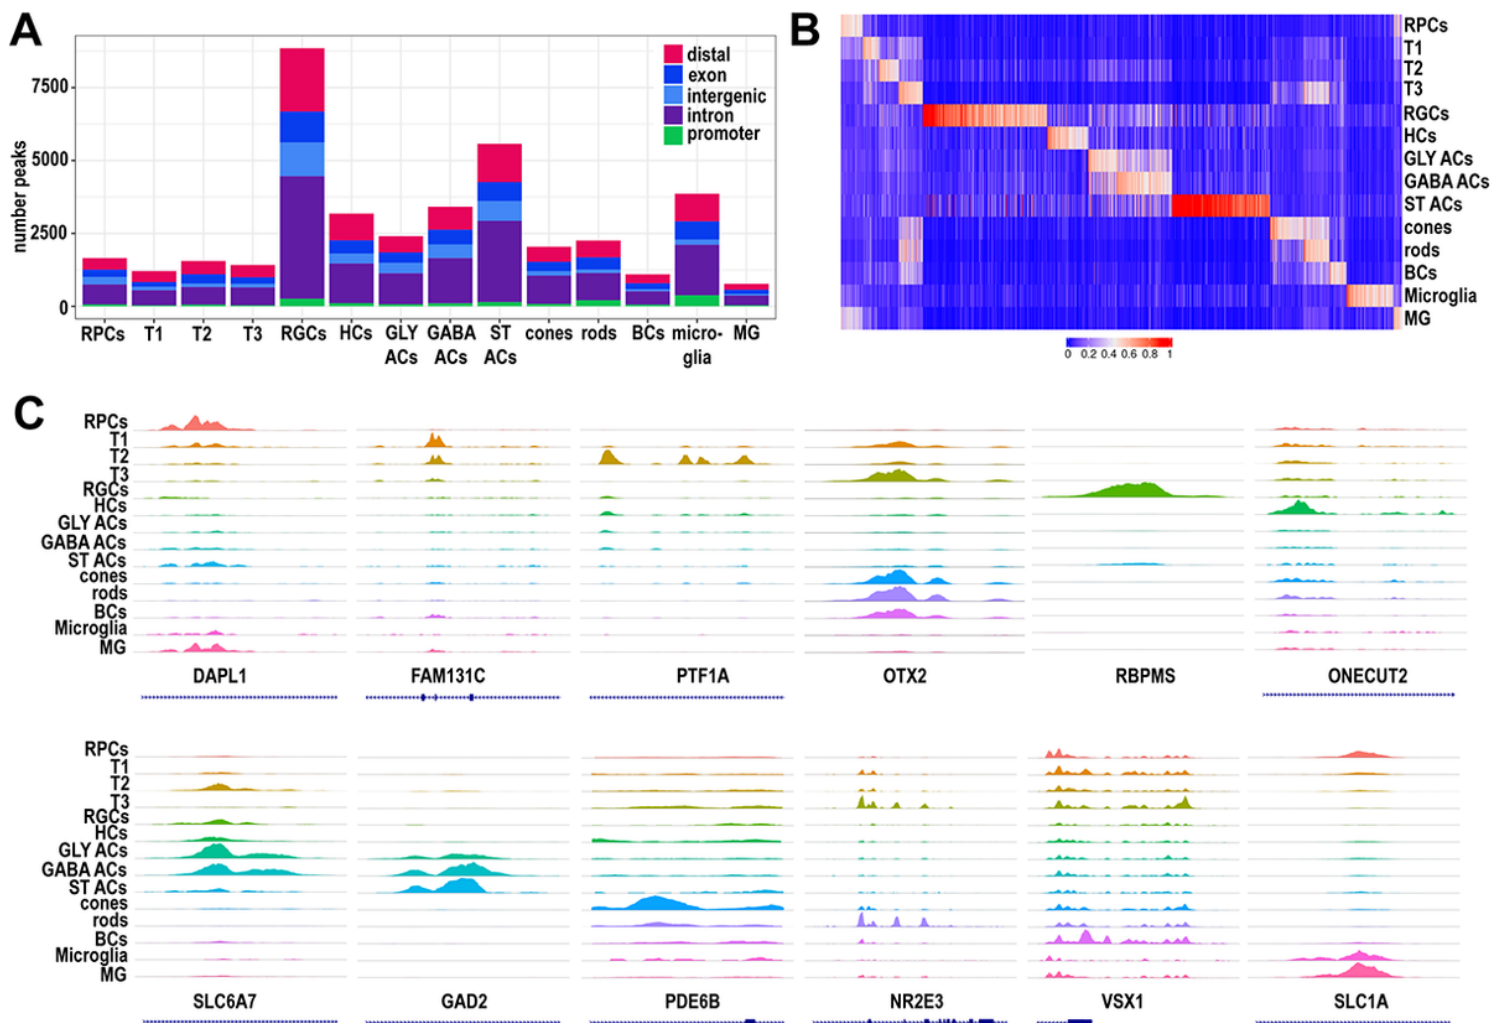 A
number peaks
7500
5000
2500
0
distal
exon
intergenic
intron
promoter
RPCs T1 T2 T3 RGCs HCs GLY GABA ST cones rods BCs micro- MG
ACs ACs ACs glia
B
RPCs
T1
T2
T3
RGCs
HCs
GLY ACs
GABA ACs
ST ACs
cones
rods
BCs
Microglia
MG
0 0.2 0.4 0.6 0.8 1
C
RPCs
T1
T2
T3
RGCs
HCs
GLY ACs
GABA ACs
ST ACs
cones
rods
BCs
Microglia
MG
DAPL1 FAM131C PTF1A OTX2 RBPMS ONECUT2
RPCs
T1
T2
T3
RGCs
HCs
GLY ACs
GABA ACs
ST ACs
cones
rods
BCs
Microglia
MG
SLC6A7 GAD2 PDE6B NR2E3 VSX1 SLC1A